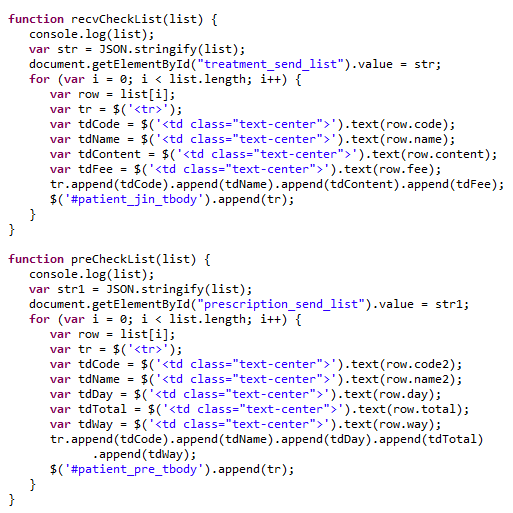 function recvCheckList(list) {
   console.log(list);
   var str = JSON.stringify(list);
   document.getElementById("treatment_send_list").value = str;
   for (var i = 0; i < list.length; i++) {
      var row = list[i];
      var tr = $('<tr>');
      var tdCode = $('<td class="text-center">').text(row.code);
      var tdName = $('<td class="text-center">').text(row.name);
      var tdContent = $('<td class="text-center">').text(row.content);
      var tdFee = $('<td class="text-center">').text(row.fee);
      tr.append(tdCode).append(tdName).append(tdContent).append(tdFee);
      $('#patient_jin_tbody').append(tr);
   }
}

function preCheckList(list) {
   console.log(list);
   var str1 = JSON.stringify(list);
   document.getElementById("prescription_send_list").value = str1;
   for (var i = 0; i < list.length; i++) {
      var row = list[i];
      var tr = $('<tr>');
      var tdCode = $('<td class="text-center">').text(row.code2);
      var tdName = $('<td class="text-center">').text(row.name2);
      var tdDay = $('<td class="text-center">').text(row.day);
      var tdTotal = $('<td class="text-center">').text(row.total);
      var tdWay = $('<td class="text-center">').text(row.way);
      tr.append(tdCode).append(tdName).append(tdDay).append(tdTotal)
            .append(tdWay);
      $('#patient_pre_tbody').append(tr);
   }
}